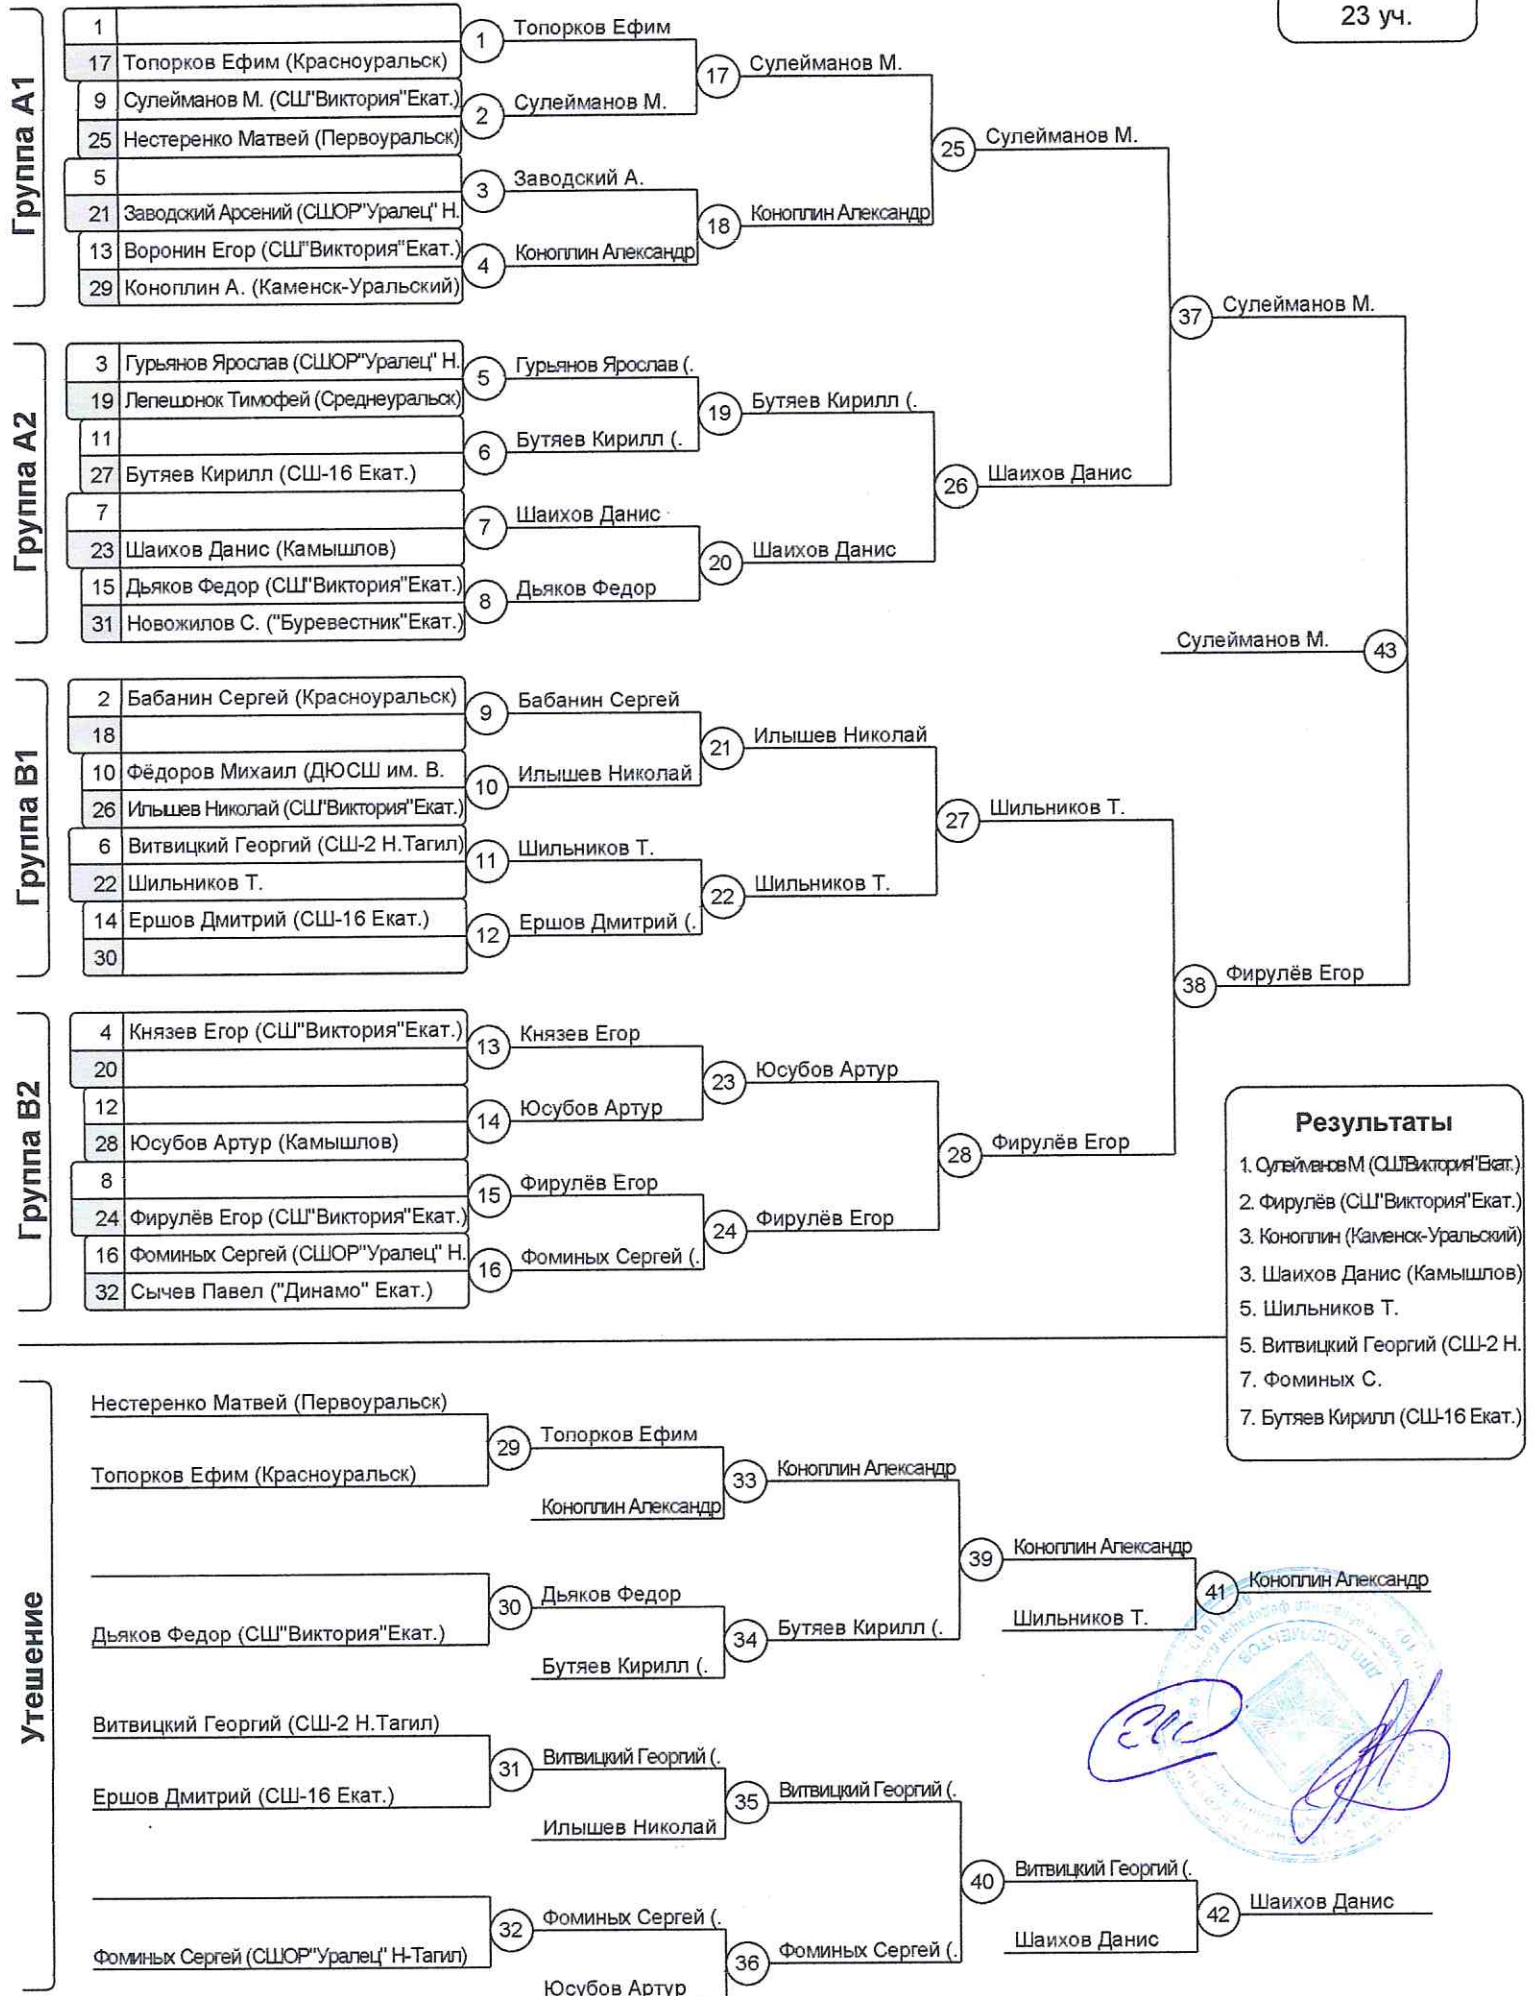 23 уч.
Группа А1
1
17 Топорков Ефим (Красноуральск)
9 Сулейманов М. (СШ"Виктория"Екат.)
25 Нестеренко Матвей (Первоуральск)
5
21 Заводский Арсений (СШОР"Уралец" Н.
13 Воронин Егор (СШ"Виктория"Екат.)
29 Коноплин А. (Каменск-Уральский)
1 Топорков Ефим
2 Сулейманов М.
3 Заводский А.
4 Коноплин Александр
17 Сулейманов М.
18 Коноплин Александр
25 Сулейманов М.
Группа А2
3 Гурьянов Ярослав (СШОР"Уралец" Н.
19 Лепешонок Тимофей (Среднеуральск)
11
27 Бутяев Кирилл (СШ-16 Екат.)
7
23 Шаихов Данис (Камышлов)
15 Дьяков Федор (СШ"Виктория"Екат.)
31 Новожилов С. ("Буревестник"Екат.)
5 Гурьянов Ярослав (.
6 Бутяев Кирилл (.
7 Шаихов Данис
8 Дьяков Федор
19 Бутяев Кирилл (.
20 Шаихов Данис
26 Шаихов Данис
37 Сулейманов М.
Сулейманов М. 43
Группа В1
2 Бабанин Сергей (Красноуральск)
18
10 Фёдоров Михаил (ДЮСШ им. В.
26 Илышев Николай (СШ"Виктория"Екат.)
6 Витвицкий Георгий (СШ-2 Н.Тагил)
22 Шильников Т.
14 Ершов Дмитрий (СШ-16 Екат.)
30
9 Бабанин Сергей
10 Илышев Николай
11 Шильников Т.
12 Ершов Дмитрий (.
21 Илышев Николай
22 Шильников Т.
27 Шильников Т.
Группа В2
4 Князев Егор (СШ"Виктория"Екат.)
20
12
28 Юсубов Артур (Камышлов)
8
24 Фирулёв Егор (СШ"Виктория"Екат.)
16 Фоминых Сергей (СШОР"Уралец" Н.
32 Сычев Павел ("Динамо" Екат.)
13 Князев Егор
14 Юсубов Артур
15 Фирулёв Егор
16 Фоминых Сергей (.
23 Юсубов Артур
24 Фирулёв Егор
28 Фирулёв Егор
38 Фирулёв Егор
Результаты
1. Сулейманов М (СШ"Виктория"Екат.)
2. Фирулёв (СШ"Виктория"Екат.)
3. Коноплин (Каменск-Уральский)
3. Шаихов Данис (Камышлов)
5. Шильников Т.
5. Витвицкий Георгий (СШ-2 Н.
7. Фоминых С.
7. Бутяев Кирилл (СШ-16 Екат.)
Утешение
Нестеренко Матвей (Первоуральск)
Топорков Ефим (Красноуральск)
Дьяков Федор (СШ"Виктория"Екат.)
Витвицкий Георгий (СШ-2 Н.Тагил)
Ершов Дмитрий (СШ-16 Екат.)
Фоминых Сергей (СШОР"Уралец" Н-Тагил)
29 Топорков Ефим
Коноплин Александр
30 Дьяков Федор
Бутяев Кирилл (.
31 Витвицкий Георгий (.
Илышев Николай
32 Фоминых Сергей (.
Юсубов Артур
33 Коноплин Александр
34 Бутяев Кирилл (.
35 Витвицкий Георгий (.
36 Фоминых Сергей (.
39 Коноплин Александр
Шильников Т.
40 Витвицкий Георгий (.
Шаихов Данис
41 Коноплин Александр
42 Шаихов Данис